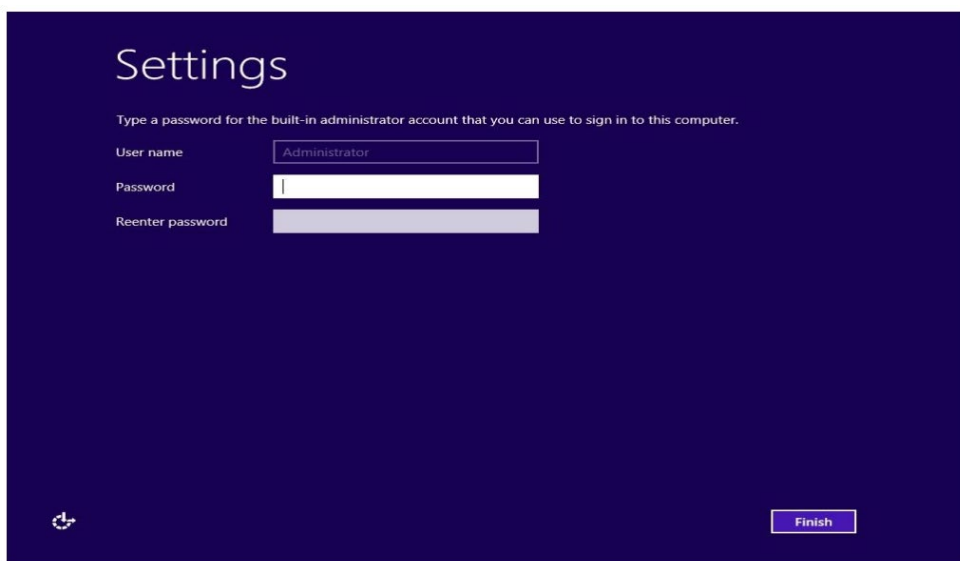 Settings
Type a password for the built-in administrator account that you can use to sign in to this computer.
User name Administrator
Password
Reenter password
Finish